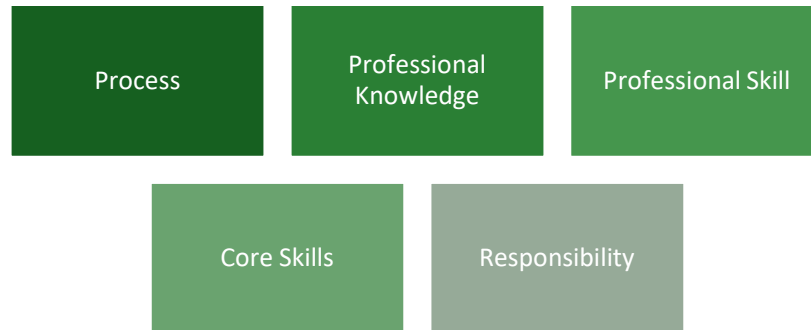 Process
Professional
Knowledge
Professional Skill
Core Skills
Responsibility